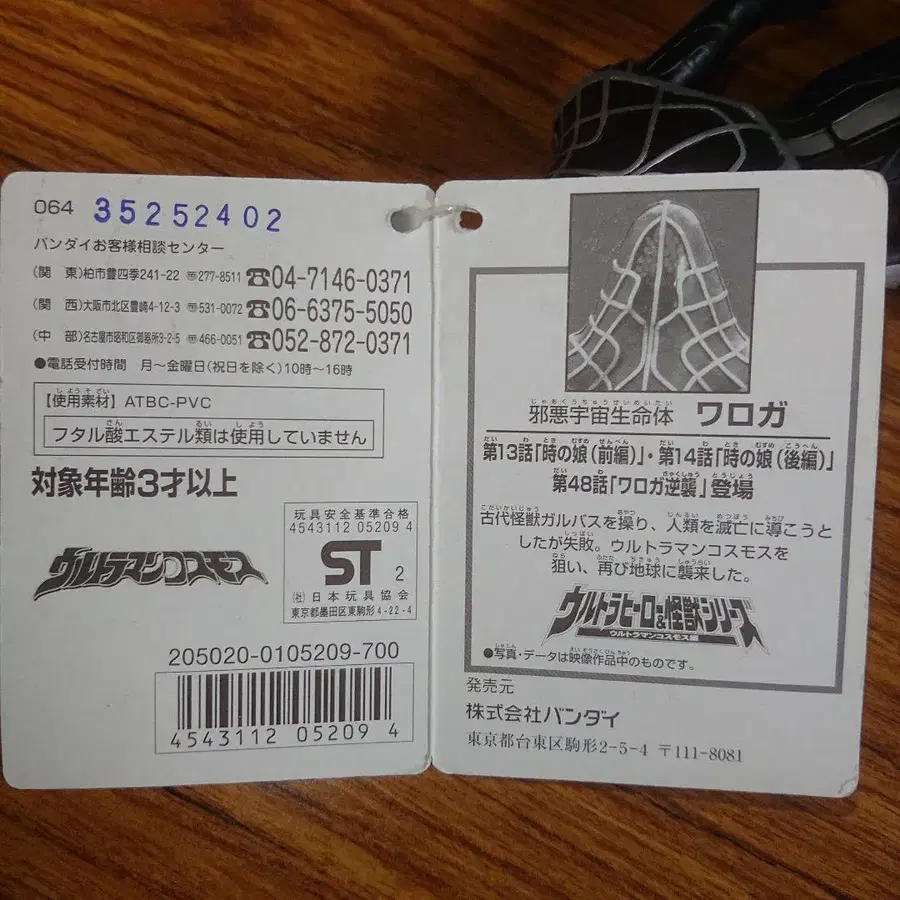 064 35252402
バンダイお客様相談センター
(関 東)柏市豊四季241-22 〠277-8511 ☎04-7146-0371
(関 西)大阪市北区豊崎4-12-3 〠531-0072 ☎06-6375-5050
(中 部)名古屋市昭和区御器所3-2-5 〠466-0051 ☎052-872-0371
●電話受付時間 月〜金曜日(祝日を除く)10時〜16時
【使用素材】ATBC-PVC
フタル酸エステル類は使用していません
対象年齢3才以上
ウルトラマンコスモス
玩具安全基準合格
4543112 05209 4
ST 2
(社)日本玩具協会
東京都墨田区東駒形4-22-4
205020-0105209-700
4543112 05209 4
邪悪宇宙生命体 ワロガ
第13話「時の娘(前編)」・第14話「時の娘(後編)」
第48話「ワロガ逆襲」登場
古代怪獣ガルバスを操り、人類を滅亡に導こうと
したが失敗。ウルトラマンコスモスを
狙い、再び地球に襲来した。
ウルトラヒーロー&怪獣シリーズ
ウルトラマンコスモス編
●写真・データは映像作品中のものです。
発売元
株式会社バンダイ
東京都台東区駒形2-5-4 〒111-8081